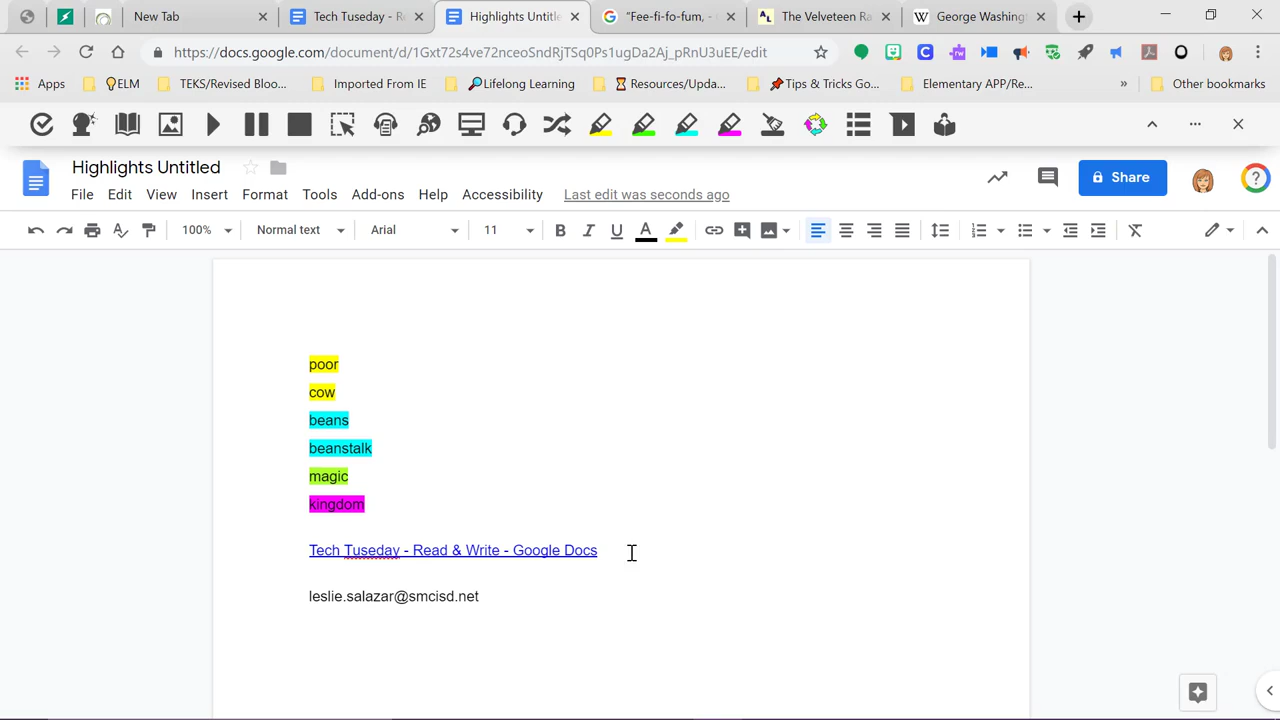 New Tab
Tech Tuseday - Re
Highlights Untitle
"Fee-fi-fo-fum, -
The Velveteen Ra
George Washing
https://docs.google.com/document/d/1Gxt72s4ve72nceoSndRjTSq0Ps1ugDa2Aj_pRnU3uEE/edit
Apps
ELM
TEKS/Revised Bloo...
Imported From IE
Lifelong Learning
Resources/Upda...
Tips & Tricks Go...
Elementary APP/Re...
Other bookmarks
Highlights Untitled
Share
File Edit View Insert Format Tools Add-ons Help Accessibility Last edit was seconds ago
100% Normal text Arial 11
poor
cow
beans
beanstalk
magic
kingdom
Tech Tuseday - Read & Write - Google Docs
leslie.salazar@smcisd.net